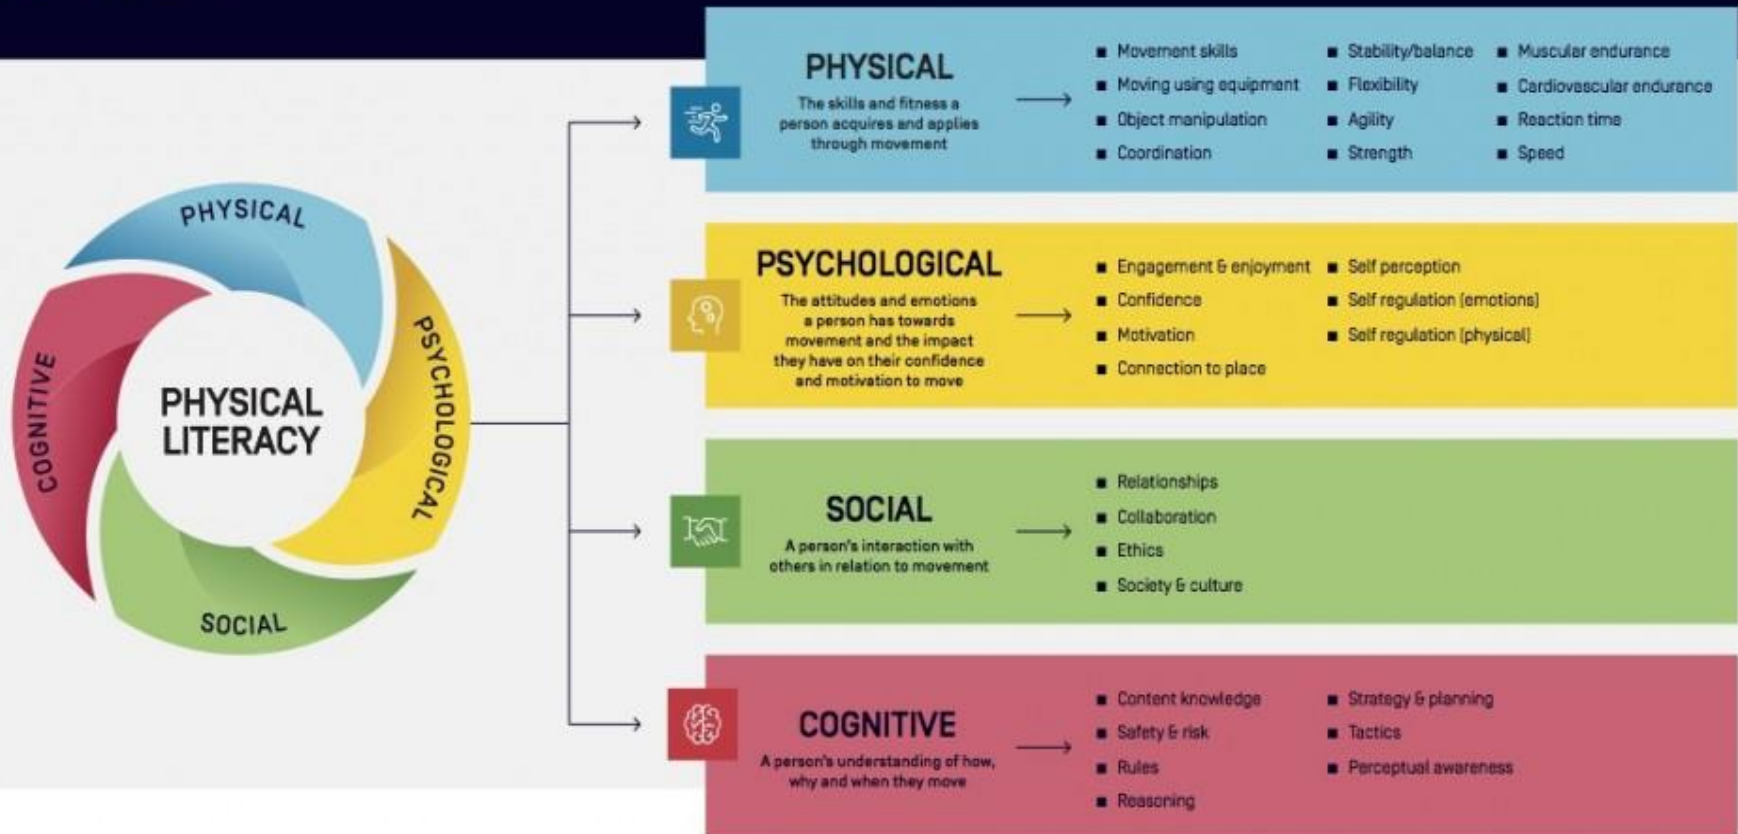 PHYSICAL
PSYCHOLOGICAL
SOCIAL
COGNITIVE
PHYSICAL
LITERACY
PHYSICAL
The skills and fitness a
person acquires and applies
through movement
■ Movement skills
■ Moving using equipment
■ Object manipulation
■ Coordination
■ Stability/balance
■ Flexibility
■ Agility
■ Strength
■ Muscular endurance
■ Cardiovascular endurance
■ Reaction time
■ Speed
PSYCHOLOGICAL
The attitudes and emotions
a person has towards
movement and the impact
they have on their confidence
and motivation to move
■ Engagement & enjoyment
■ Confidence
■ Motivation
■ Connection to place
■ Self perception
■ Self regulation (emotions)
■ Self regulation (physical)
SOCIAL
A person's interaction with
others in relation to movement
■ Relationships
■ Collaboration
■ Ethics
■ Society & culture
COGNITIVE
A person's understanding of how,
why and when they move
■ Content knowledge
■ Safety & risk
■ Rules
■ Reasoning
■ Strategy & planning
■ Tactics
■ Perceptual awareness